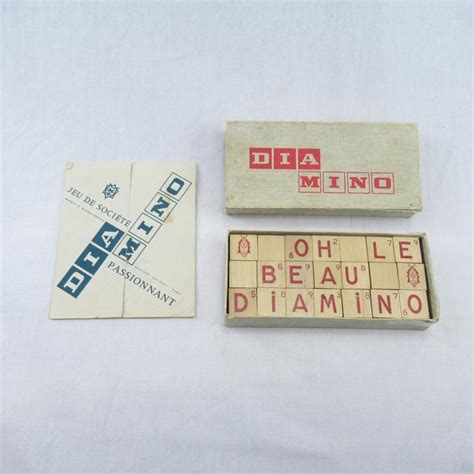 JEU DE SOCIÉTÉ
DIAMINO
PASSIONNANT
DIA
MINO
OH LE
BEAU
DIAMINO